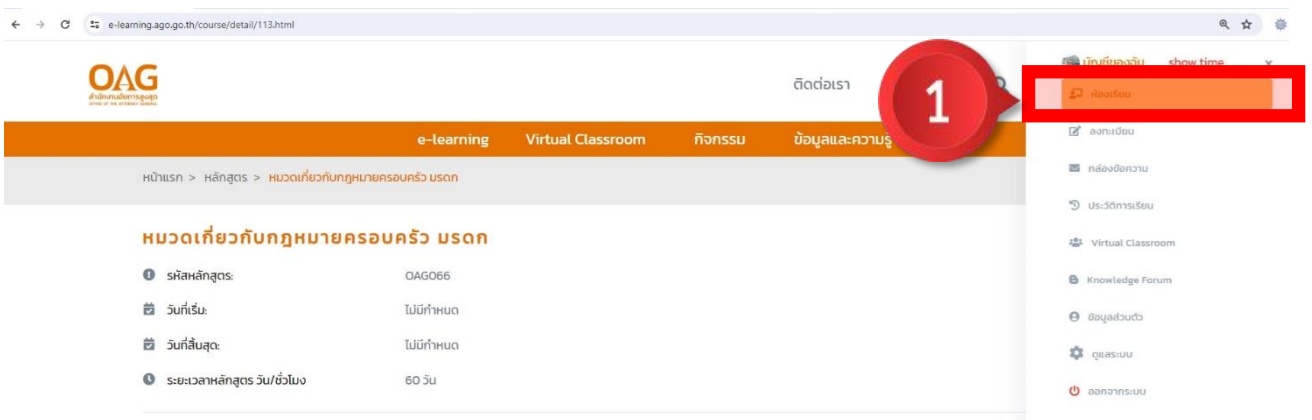 e-learning.ago.go.th/course/detail/113.html
OAG
สำนักงานอัยการสูงสุด
OFFICE OF THE ATTORNEY GENERAL
ติดต่อเรา
บัญชีของฉัน show time x
1
ห้องเรียน
e-learning Virtual Classroom กิจกรรม ข้อมูลและความรู้
ลงทะเบียน
หน้าแรก > หลักสูตร > หมวดเกี่ยวกับกฎหมายครอบครัว มรดก
กล่องข้อความ
ประวัติการเรียน
หมวดเกี่ยวกับกฎหมายครอบครัว มรดก
Virtual Classroom
รหัสหลักสูตร: OAG066
Knowledge Forum
วันที่เริ่ม: ไม่มีกำหนด
ข้อมูลส่วนตัว
วันที่สิ้นสุด: ไม่มีกำหนด
ดูแลระบบ
ระยะเวลาหลักสูตร วัน/ชั่วโมง 60 วัน
ออกจากระบบ